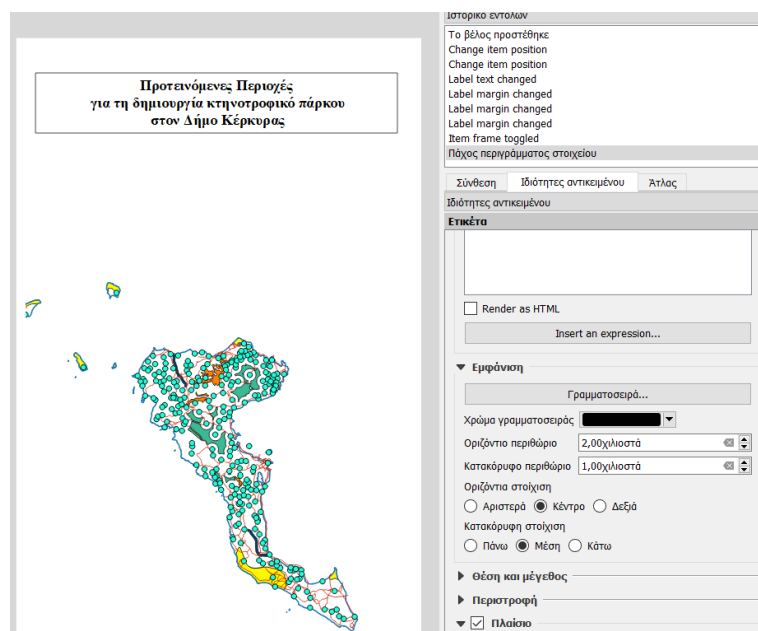 Ιστορικό εντολών
Το βέλος προστέθηκε
Change item position
Change item position
Label text changed
Label margin changed
Label margin changed
Label margin changed
Item frame toggled
Πάχος περιγράμματος στοιχείου
Προτεινόμενες Περιοχές
για τη δημιουργία κτηνοτροφικό πάρκου
στον Δήμο Κέρκυρας
Σύνθεση Ιδιότητες αντικειμένου Άτλας
Ιδιότητες αντικειμένου
Ετικέτα
Render as HTML
Insert an expression...
Εμφάνιση
Γραμματοσειρά...
Χρώμα γραμματοσειράς
Οριζόντιο περιθώριο 2,00χιλιοστά
Κατακόρυφο περιθώριο 1,00χιλιοστά
Οριζόντια στοίχιση
Αριστερά Κέντρο Δεξιά
Κατακόρυφη στοίχιση
Πάνω Μέση Κάτω
Θέση και μέγεθος
Περιστροφή
Πλαίσιο